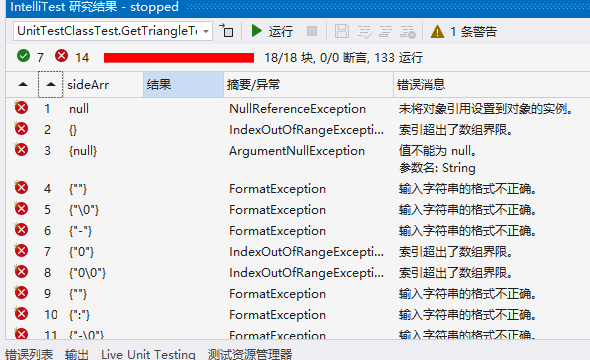 IntelliTest 研究结果 - stopped
UnitTestClassTest.GetTriangleTe 运行 1 条警告
7 14 18/18 块, 0/0 断言, 133 运行
sideArr 结果 摘要/异常 错误消息
1 null NullReferenceException 未将对象引用设置到对象的实例。
2 {} IndexOutOfRangeExcepti... 索引超出了数组界限。
3 {null} ArgumentNullException 值不能为 null。
参数名: String
4 {""} FormatException 输入字符串的格式不正确。
5 {"\0"} FormatException 输入字符串的格式不正确。
6 {"-"} FormatException 输入字符串的格式不正确。
7 {"0"} IndexOutOfRangeExcepti... 索引超出了数组界限。
8 {"0\0"} IndexOutOfRangeExcepti... 索引超出了数组界限。
9 {""} FormatException 输入字符串的格式不正确。
10 {":"} FormatException 输入字符串的格式不正确。
11 {"-\0"} FormatException 输入字符串的格式不正确。
错误列表 输出 Live Unit Testing 测试资源管理器